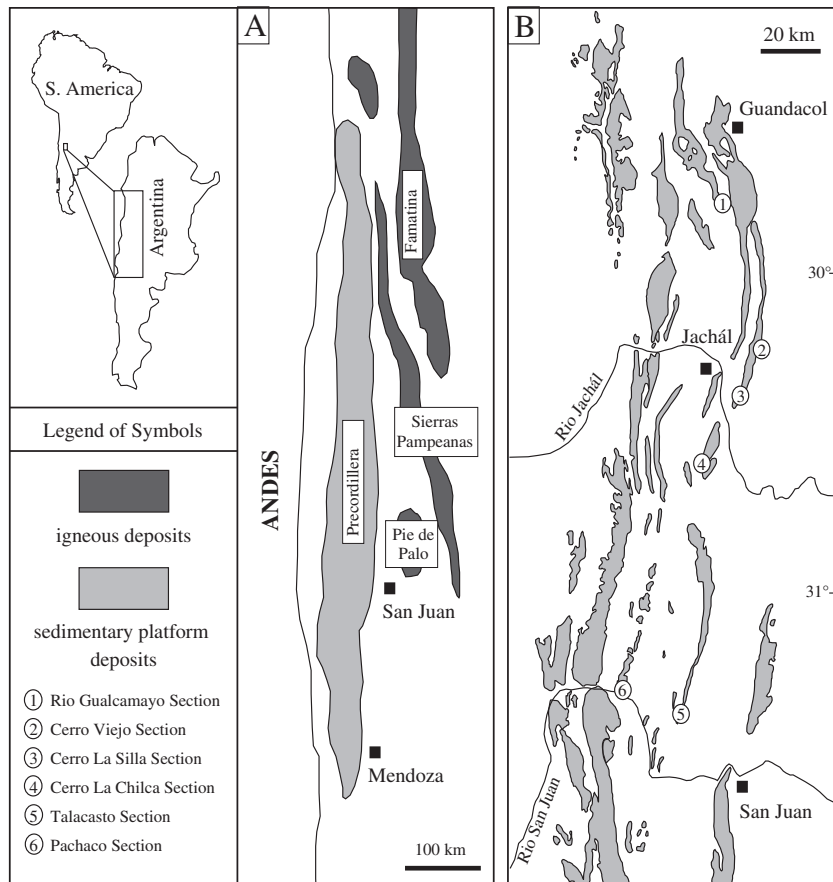 S. America
Argentina
Legend of Symbols
igneous deposits
sedimentary platform
deposits
1 Rio Gualcamayo Section
2 Cerro Viejo Section
3 Cerro La Silla Section
4 Cerro La Chilca Section
5 Talacasto Section
6 Pachaco Section
A
ANDES
Precordillera
Famatina
Sierras
Pampeanas
Pie de
Palo
San Juan
Mendoza
100 km
B
20 km
Guandacol
1
30°
Jachál
2
3
Rio Jachál
4
31°
6
5
San Juan
Rio San Juan